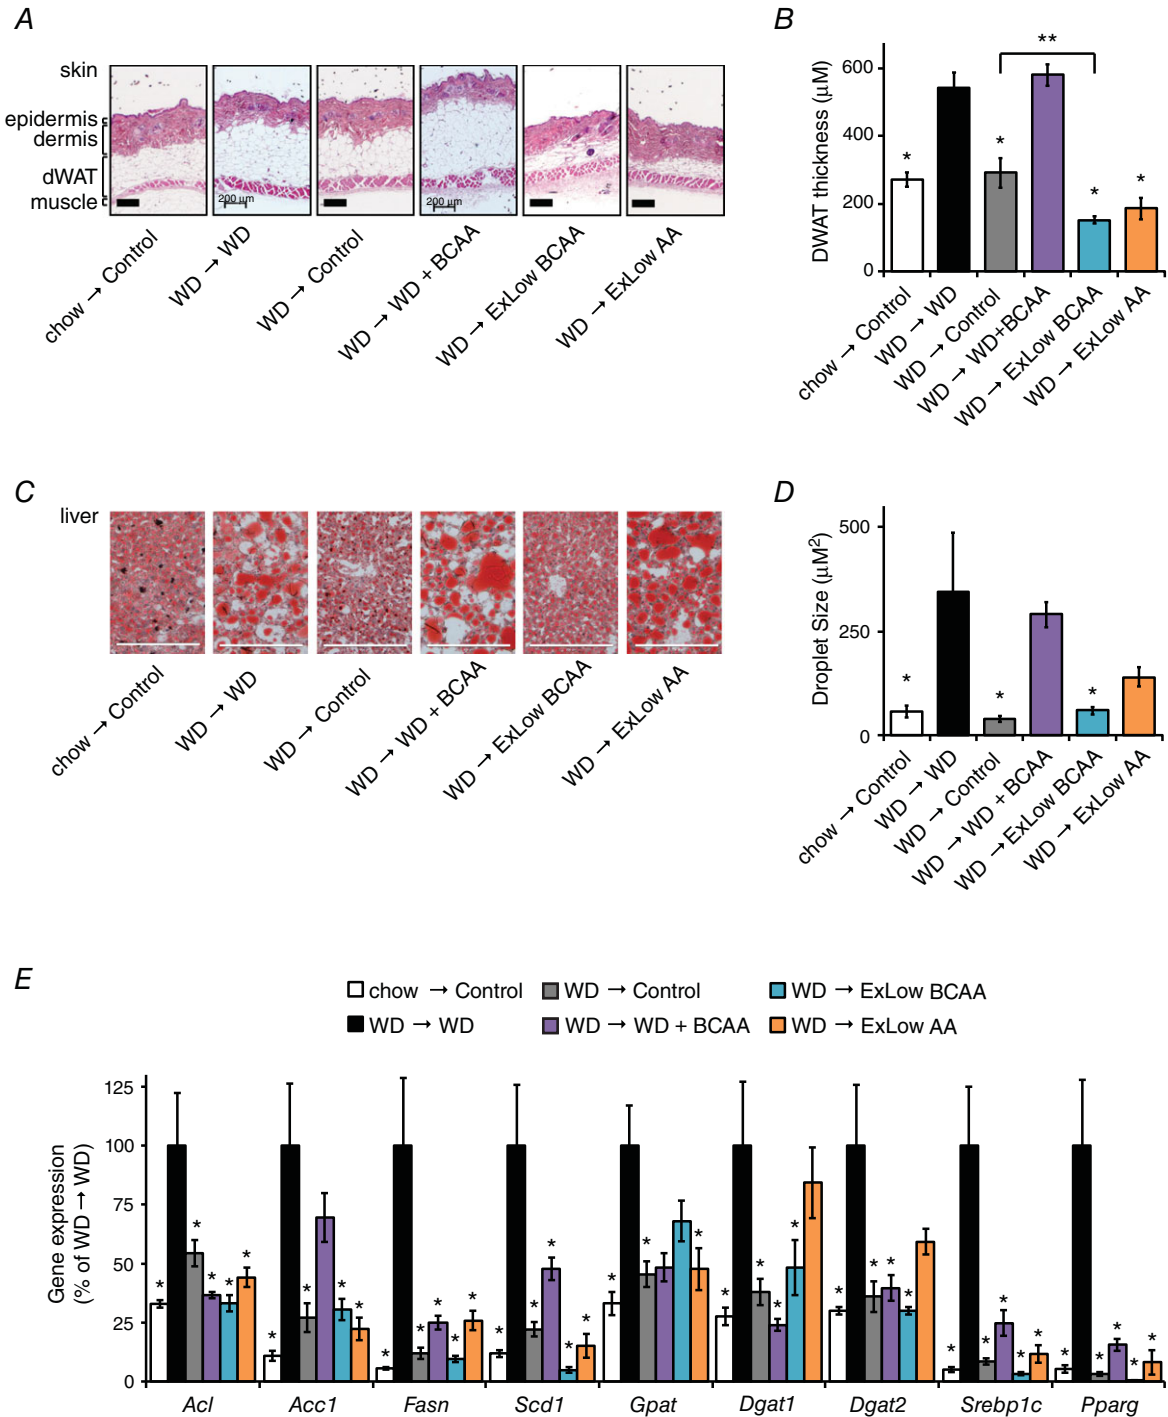 A
skin
epidermis
dermis
dWAT
muscle
200 µm
200 µm
chow → Control
WD → WD
WD → Control
WD → WD + BCAA
WD → ExLow BCAA
WD → ExLow AA
B
**
DWAT thickness (µM)
600
400
200
0
*
*
*
*
chow → Control
WD → WD
WD → Control
WD → WD+BCAA
WD → ExLow BCAA
WD → ExLow AA
C
liver
chow → Control
WD → WD
WD → Control
WD → WD + BCAA
WD → ExLow BCAA
WD → ExLow AA
D
Droplet Size (µM²)
500
250
0
*
*
*
chow → Control
WD → WD
WD → Control
WD → WD + BCAA
WD → ExLow BCAA
WD → ExLow AA
E
chow → Control
WD → Control
WD → ExLow BCAA
WD → WD
WD → WD + BCAA
WD → ExLow AA
Gene expression
(% of WD → WD)
125
100
75
50
25
0
* * * * *
* * * *
* * * * *
* * * * *
* * *
* * * *
* * * *
* * * * *
* * * * *
Acl Acc1 Fasn Scd1 Gpat Dgat1 Dgat2 Srebp1c Pparg